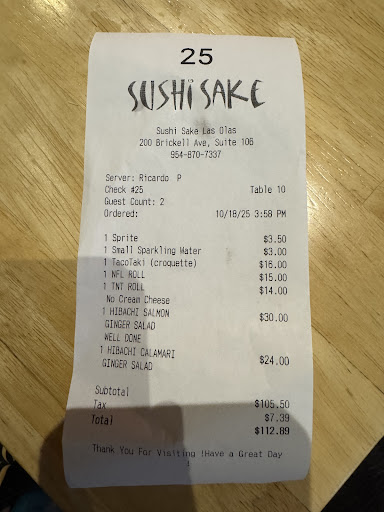 25
SUSHi SAKE
Sushi Sake Las Olas
200 Brickell Ave, Suite 106
954-870-7337
Server: Ricardo P
Check #25 Table 10
Guest Count: 2
Ordered: 10/18/25 3:58 PM
1 Sprite $3.50
1 Small Sparkling Water $3.00
1 TacoTaki (croquette) $16.00
1 NFL ROLL $15.00
1 TNT ROLL $14.00
No Cream Cheese
1 HIBACHI SALMON $30.00
GINGER SALAD
WELL DONE
1 HIBACHI CALAMARI $24.00
GINGER SALAD
Subtotal $105.50
Tax $7.39
Total $112.89
Thank You For Visiting !Have a Great Day
!